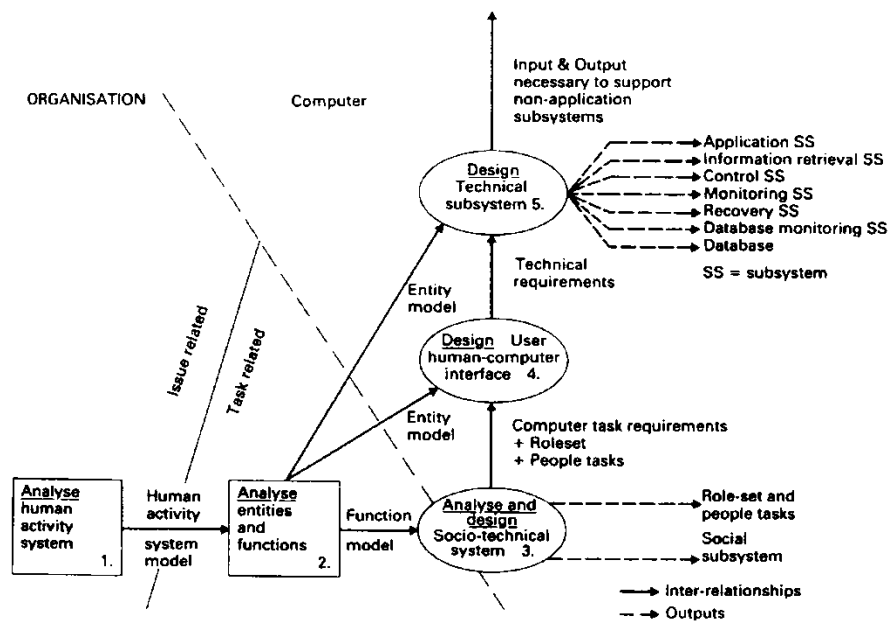 Input & Output
necessary to support
non-application
subsystems
ORGANISATION
Computer
Design
Technical
subsystem 5.
Application SS
Information retrieval SS
Control SS
Monitoring SS
Recovery SS
Database monitoring SS
Database
SS = subsystem
Technical
requirements
Entity
model
Issue related
Task related
Design User
human-computer
interface 4.
Entity
model
Computer task requirements
+ Roleset
+ People tasks
Analyse
human
activity
system
1.
Human
activity
system
model
Analyse
entities
and
functions
2.
Function
model
Analyse and
design
Socio-technical
system 3.
Role-set and
people tasks
Social
subsystem
Inter-relationships
Outputs